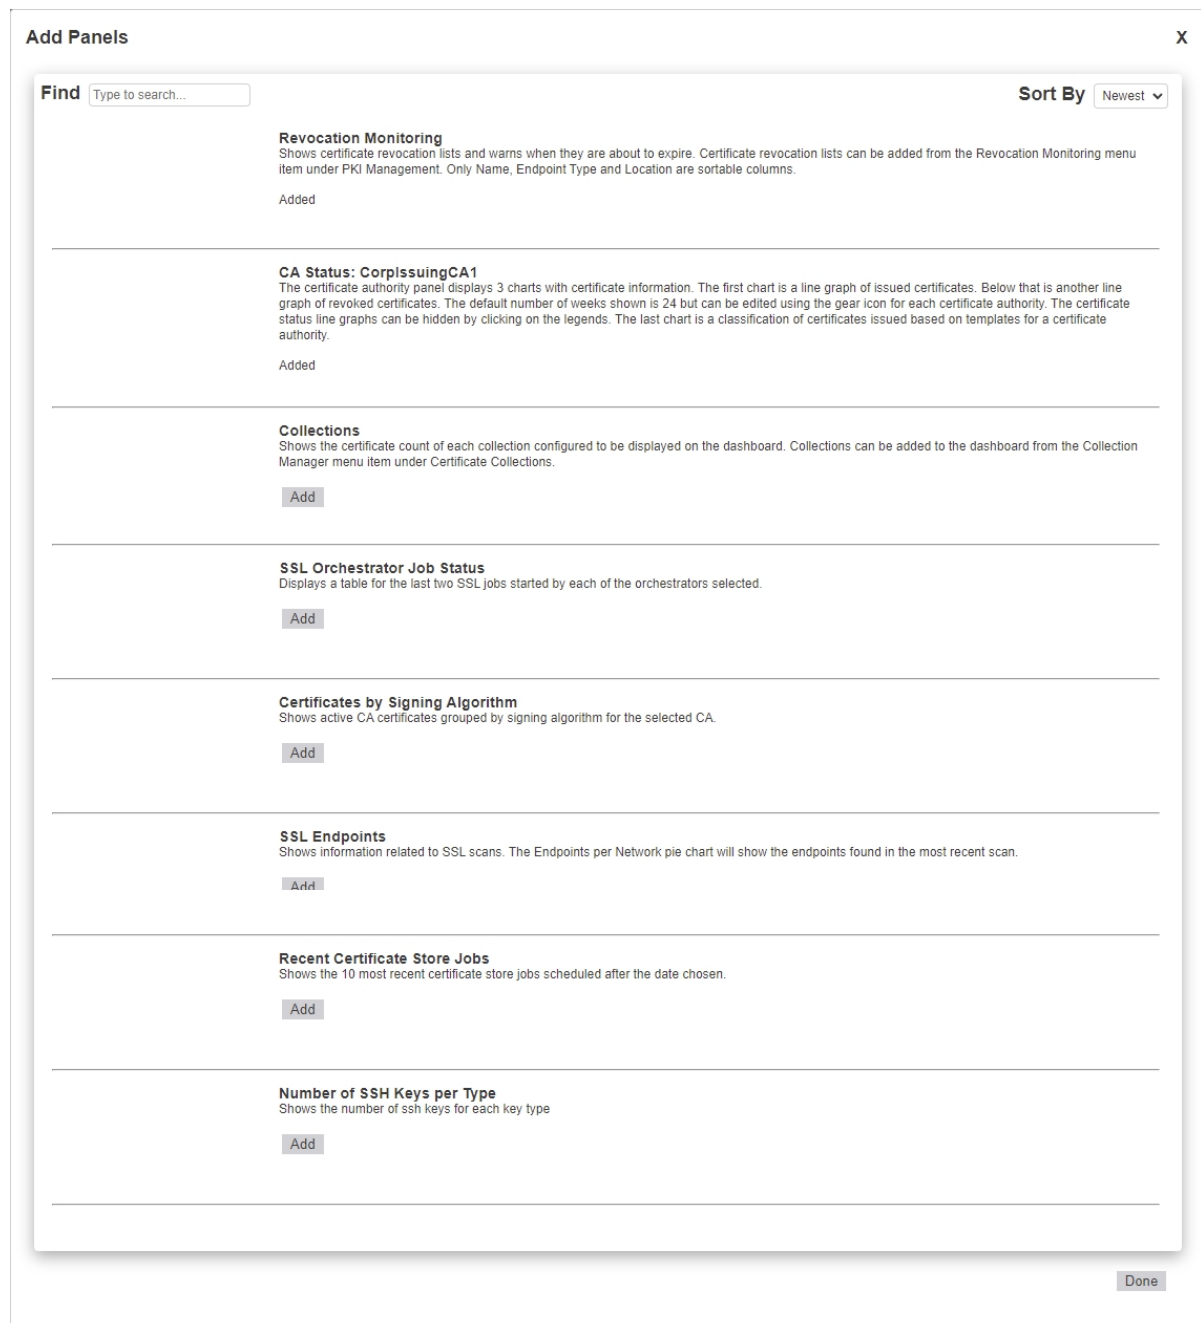 Add Panels
X
Find Type to search...
Sort By Newest
Revocation Monitoring
Shows certificate revocation lists and warns when they are about to expire. Certificate revocation lists can be added from the Revocation Monitoring menu
item under PKI Management. Only Name, Endpoint Type and Location are sortable columns.
Added
CA Status: CorpIssuingCA1
The certificate authority panel displays 3 charts with certificate information. The first chart is a line graph of issued certificates. Below that is another line
graph of revoked certificates. The default number of weeks shown is 24 but can be edited using the gear icon for each certificate authority. The certificate
status line graphs can be hidden by clicking on the legends. The last chart is a classification of certificates issued based on templates for a certificate
authority.
Added
Collections
Shows the certificate count of each collection configured to be displayed on the dashboard. Collections can be added to the dashboard from the Collection
Manager menu item under Certificate Collections.
Add
SSL Orchestrator Job Status
Displays a table for the last two SSL jobs started by each of the orchestrators selected.
Add
Certificates by Signing Algorithm
Shows active CA certificates grouped by signing algorithm for the selected CA.
Add
SSL Endpoints
Shows information related to SSL scans. The Endpoints per Network pie chart will show the endpoints found in the most recent scan.
Add
Recent Certificate Store Jobs
Shows the 10 most recent certificate store jobs scheduled after the date chosen.
Add
Number of SSH Keys per Type
Shows the number of ssh keys for each key type
Add
Done